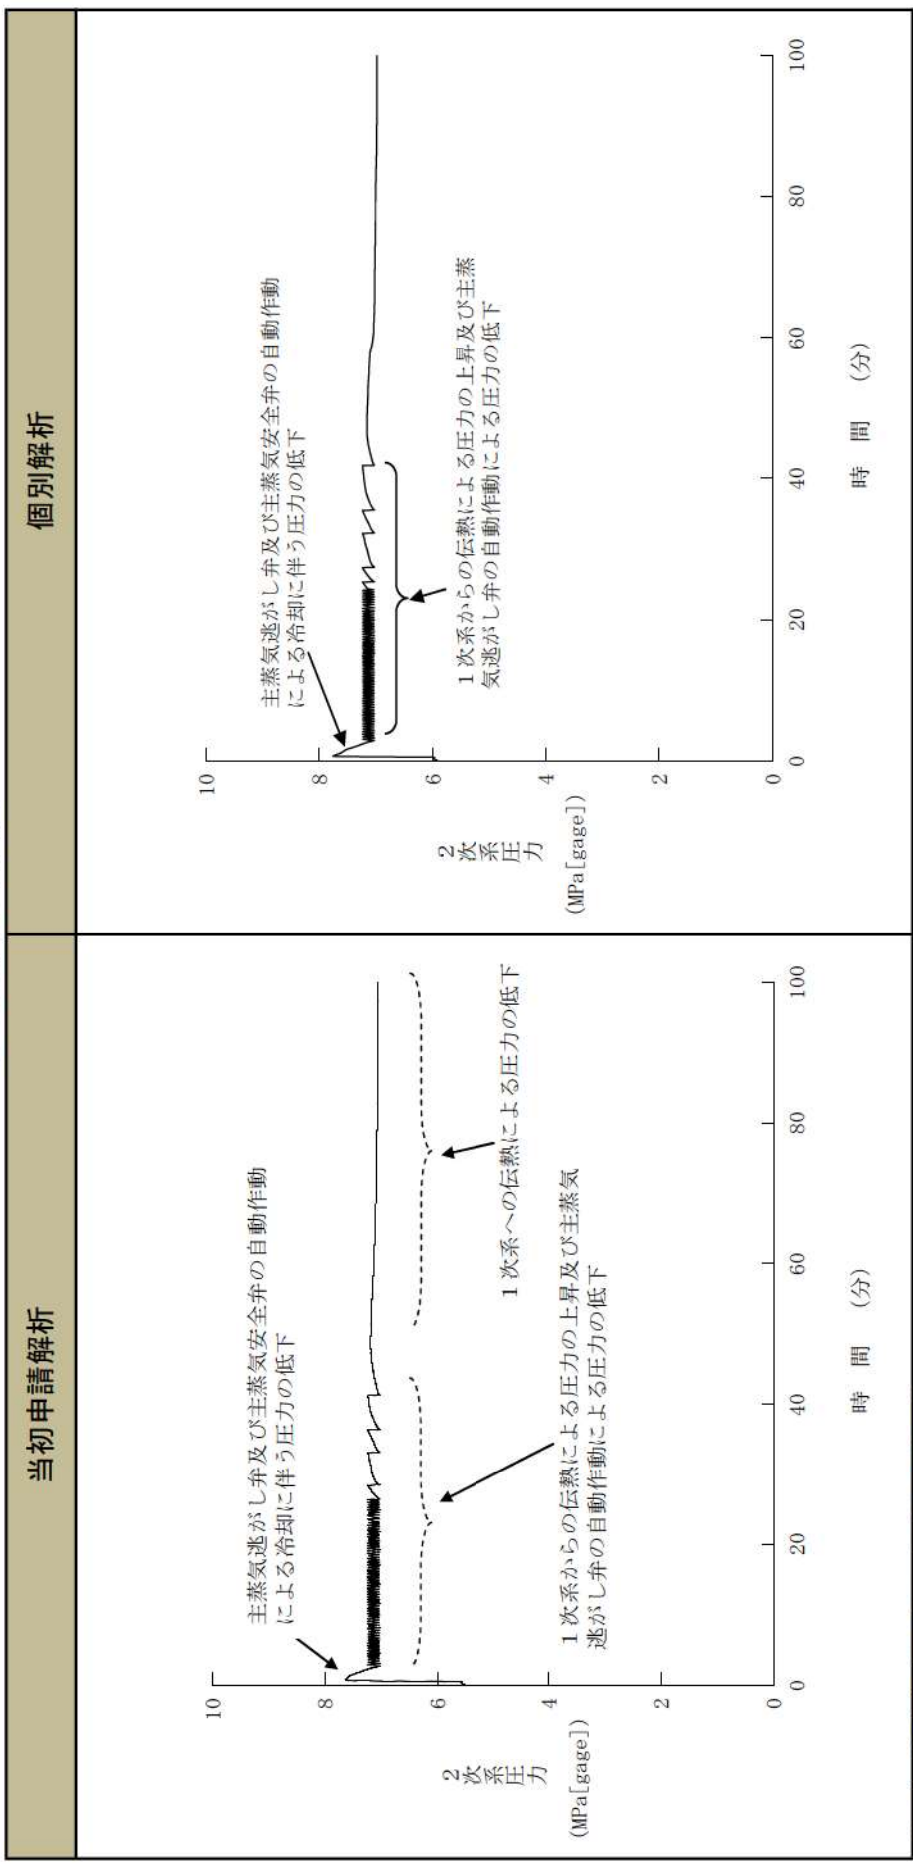 当初申請解析
主蒸気逃がし弁及び主蒸気安全弁の自動作動
による冷却に伴う圧力の低下
10
8
6
4
2
0
2次系圧力
(MPa[gage])
1次系への伝熱による圧力の低下
1次系からの伝熱による圧力の上昇及び主蒸気
逃がし弁の自動作動による圧力の低下
0
20
40
60
80
100
時 間 (分)
個別解析
主蒸気逃がし弁及び主蒸気安全弁の自動作動
による冷却に伴う圧力の低下
10
8
6
4
2
0
2次系圧力
(MPa[gage])
1次系からの伝熱による圧力の上昇及び主蒸
気逃がし弁の自動作動による圧力の低下
0
20
40
60
80
100
時 間 (分)